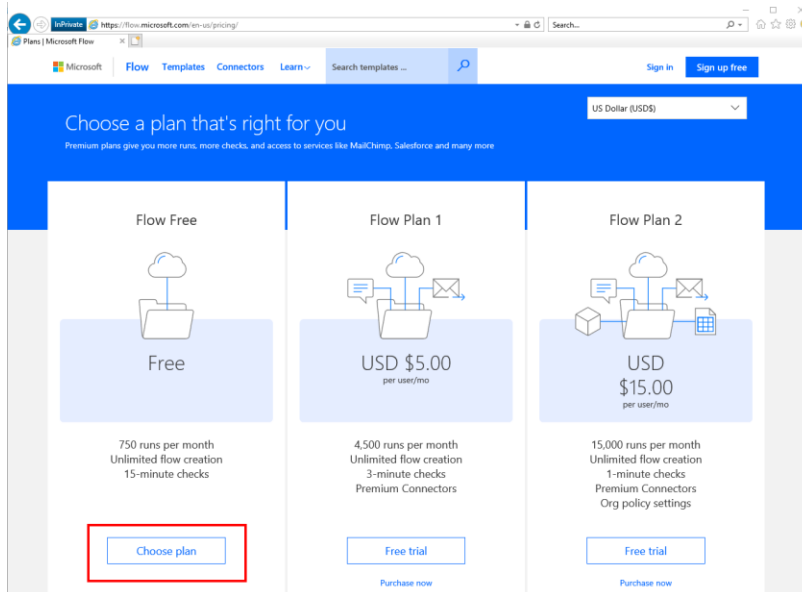 InPrivate https://flow.microsoft.com/en-us/pricing/ Search...
Plans | Microsoft Flow
Microsoft Flow Templates Connectors Learn Search templates ... Sign in Sign up free
Choose a plan that's right for you
US Dollar (USD$)
Premium plans give you more runs, more checks, and access to services like MailChimp, Salesforce and many more
Flow Free
Free
750 runs per month
Unlimited flow creation
15-minute checks
Choose plan
Flow Plan 1
USD $5.00
per user/mo
4,500 runs per month
Unlimited flow creation
3-minute checks
Premium Connectors
Free trial
Purchase now
Flow Plan 2
USD
$15.00
per user/mo
15,000 runs per month
Unlimited flow creation
1-minute checks
Premium Connectors
Org policy settings
Free trial
Purchase now